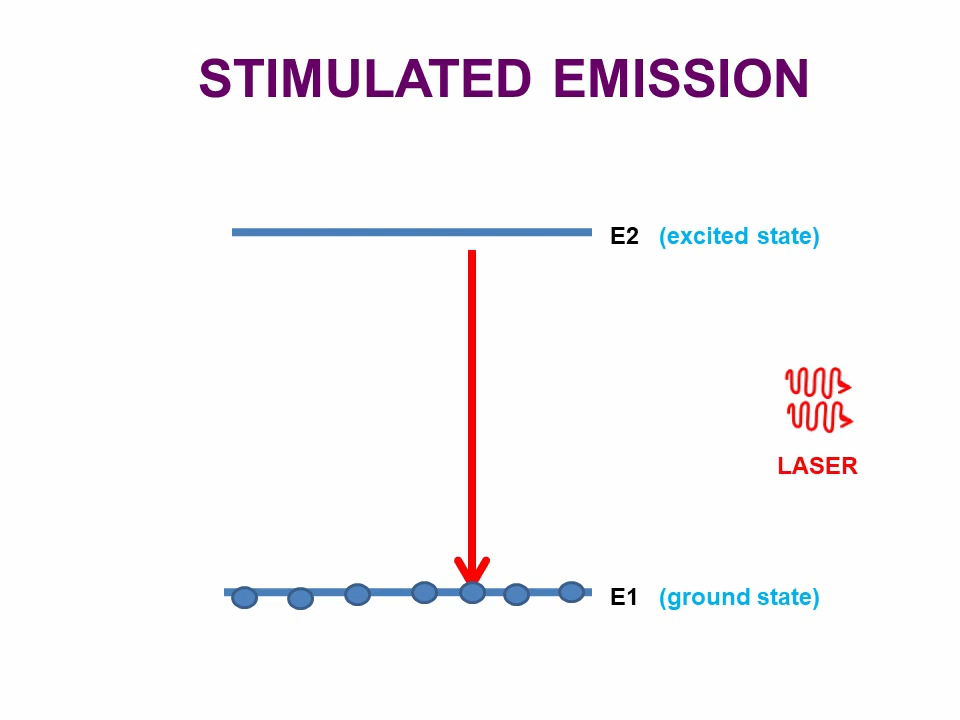 STIMULATED EMISSION
E2 (excited state)
LASER
E1 (ground state)